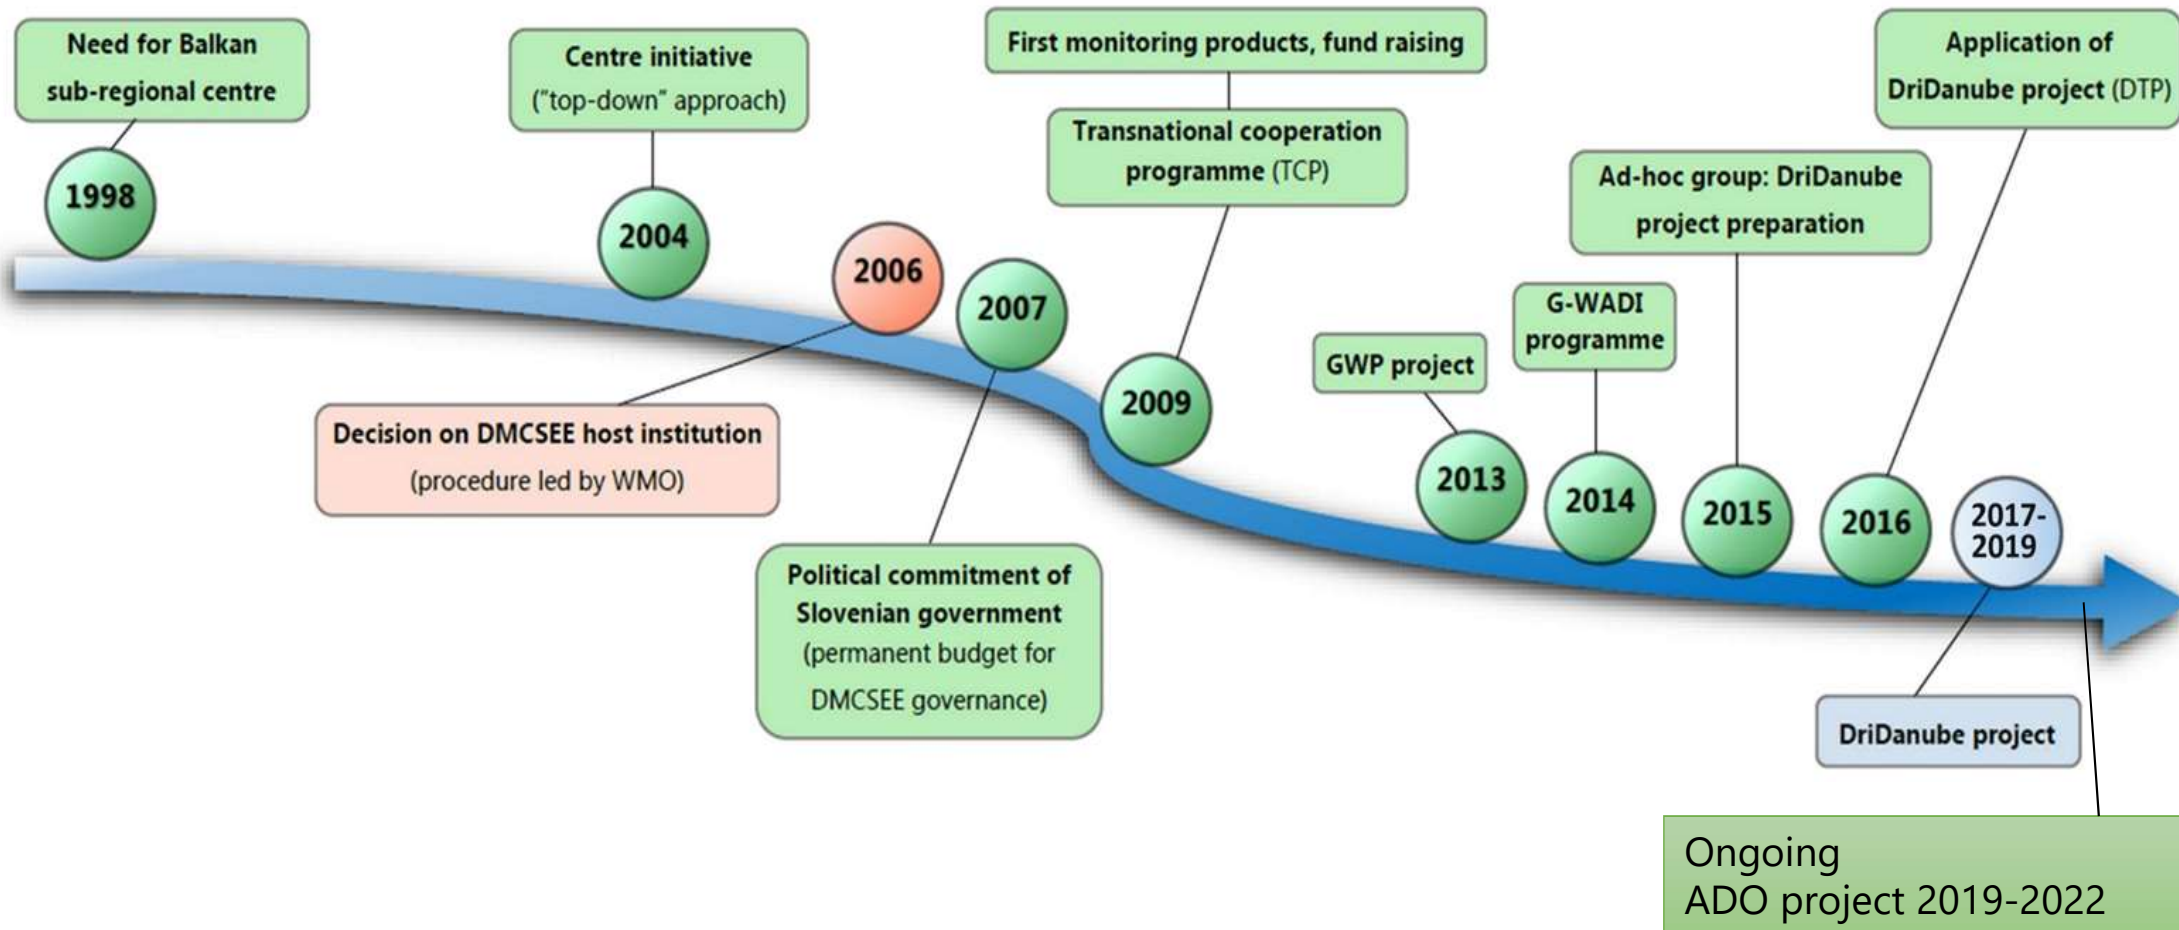 Need for Balkan
sub-regional centre
1998
Centre initiative
("top-down" approach)
2004
2006
Decision on DMCSEE host institution
(procedure led by WMO)
2007
Political commitment of
Slovenian government
(permanent budget for
DMCSEE governance)
First monitoring products, fund raising
Transnational cooperation
programme (TCP)
2009
GWP project
2013
G-WADI
programme
2014
Ad-hoc group: DriDanube
project preparation
2015
Application of
DriDanube project (DTP)
2016
2017-
2019
DriDanube project
Ongoing
ADO project 2019-2022